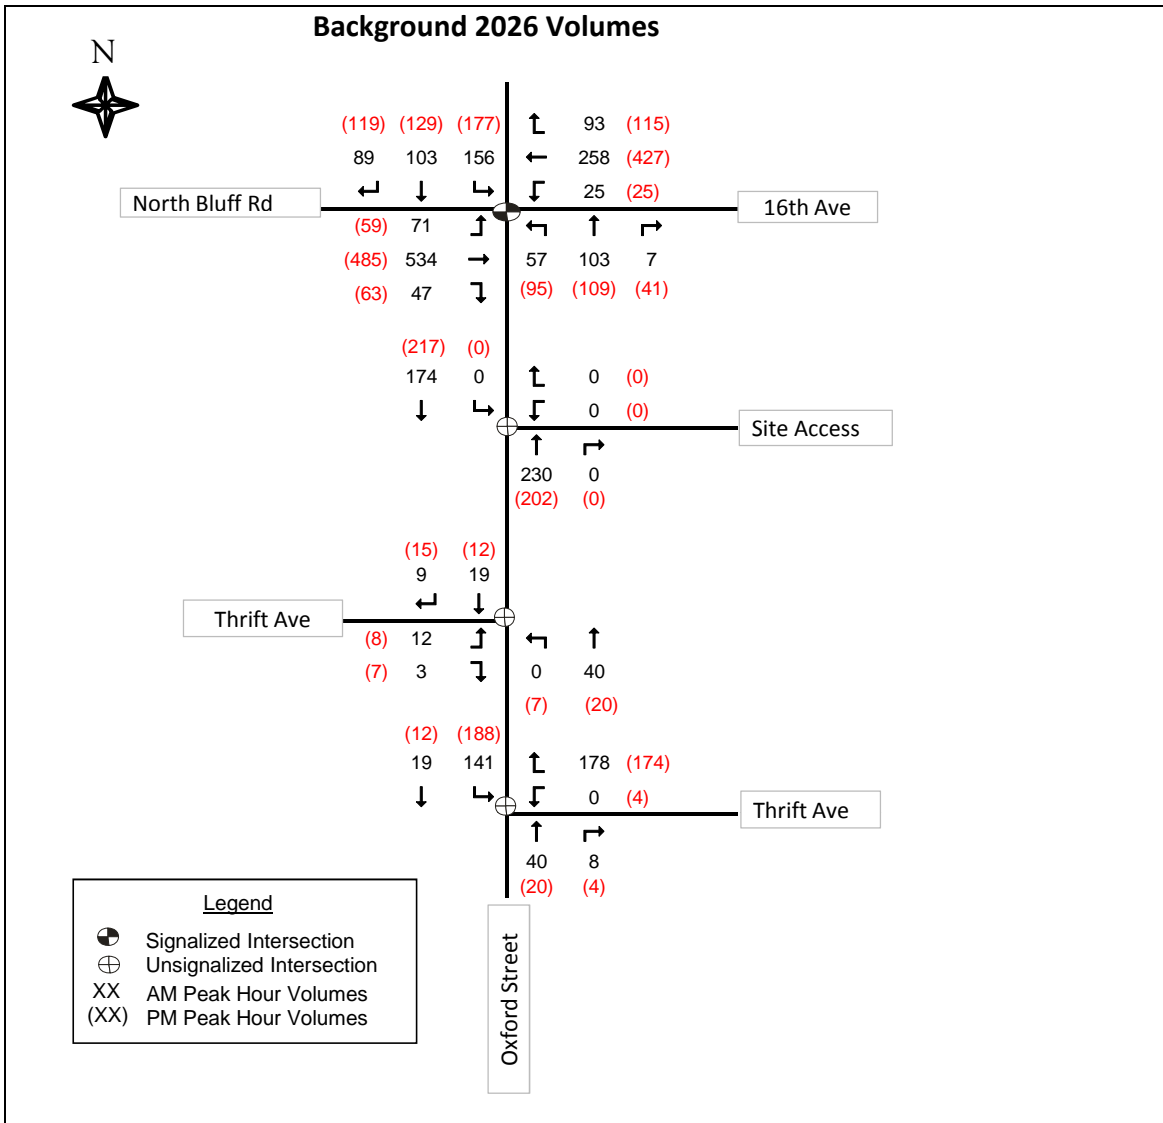 Background 2026 Volumes
N
(119) (129) (177) 93 (115)
89 103 156 258 (427)
25 (25)
North Bluff Rd
16th Ave
(59) 71
(485) 534 57 103 7
(63) 47 (95) (109) (41)
(217) (0)
174 0 0 (0)
0 (0)
Site Access
230 0
(202) (0)
(15) (12)
9 19
Thrift Ave
(8) 12
(7) 3 0 40
(7) (20)
(12) (188)
19 141 178 (174)
0 (4)
Thrift Ave
40 8
(20) (4)
Legend
Signalized Intersection
Unsignalized Intersection
XX AM Peak Hour Volumes
(XX) PM Peak Hour Volumes
Oxford Street